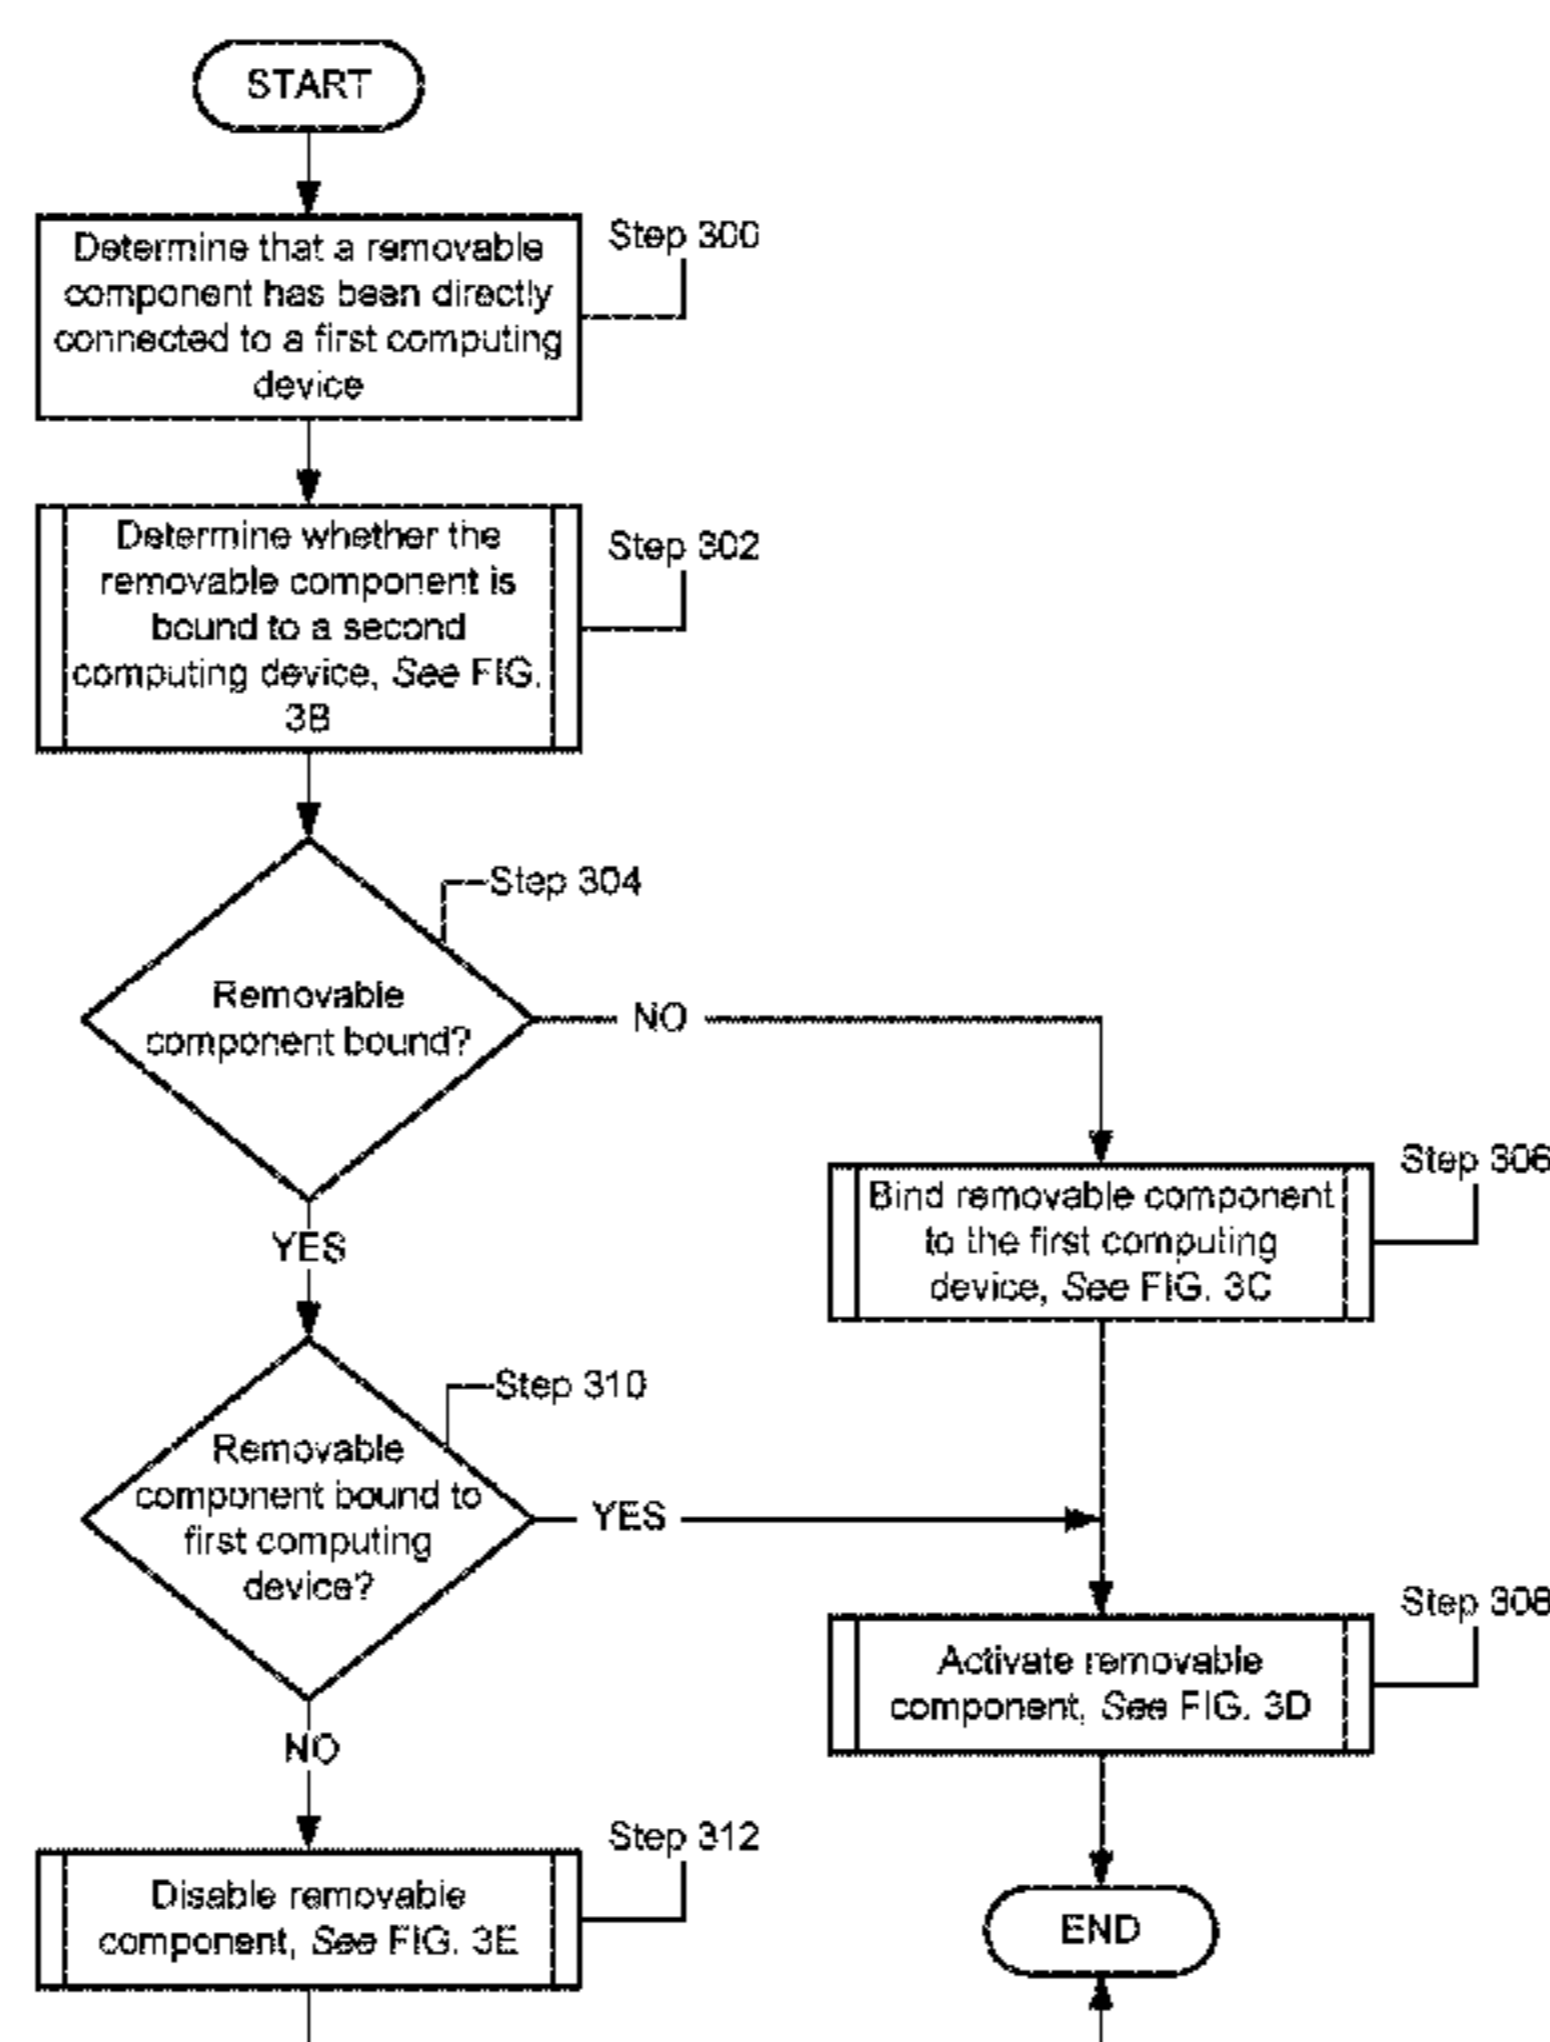 START
Determine that a removable
component has been directly
connected to a first computing
device
Step 300
Determine whether the
removable component is
bound to a second
computing device, See FIG.
3B
Step 302
Step 304
Removable
component bound?
NO
YES
Step 306
Bind removable component
to the first computing
device, See FIG. 3C
Step 310
Removable
component bound to
first computing
device?
YES
NO
Step 308
Activate removable
component, See FIG. 3D
Step 312
Disable removable
component, See FIG. 3E
END